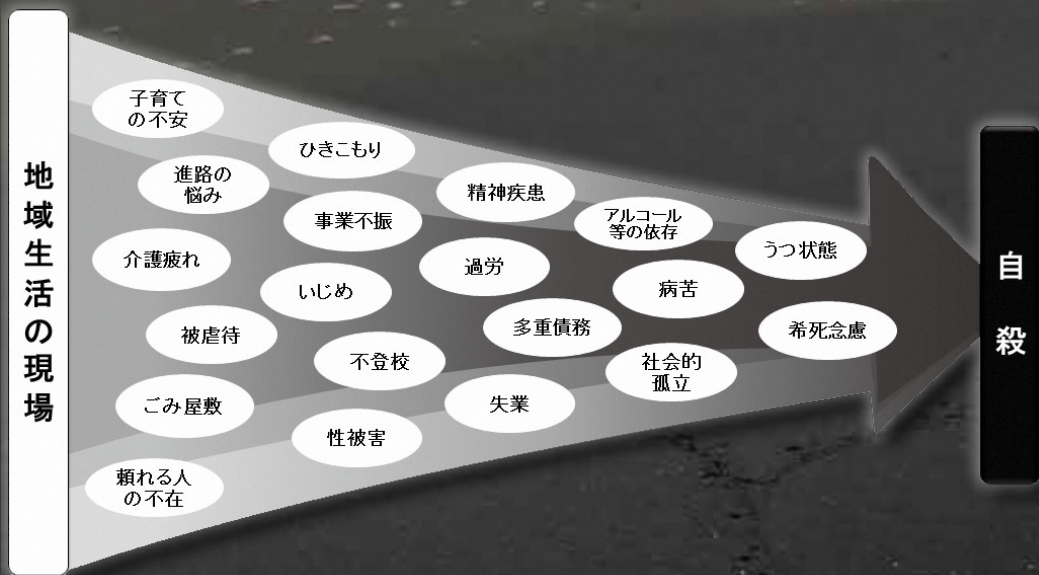 地域生活の現場
子育て
の不安
進路の
悩み
介護疲れ
被虐待
ごみ屋敷
頼れる人
の不在
ひきこもり
事業不振
いじめ
不登校
性被害
精神疾患
過労
多重債務
失業
アルコール
等の依存
病苦
社会的
孤立
うつ状態
希死念慮
自殺